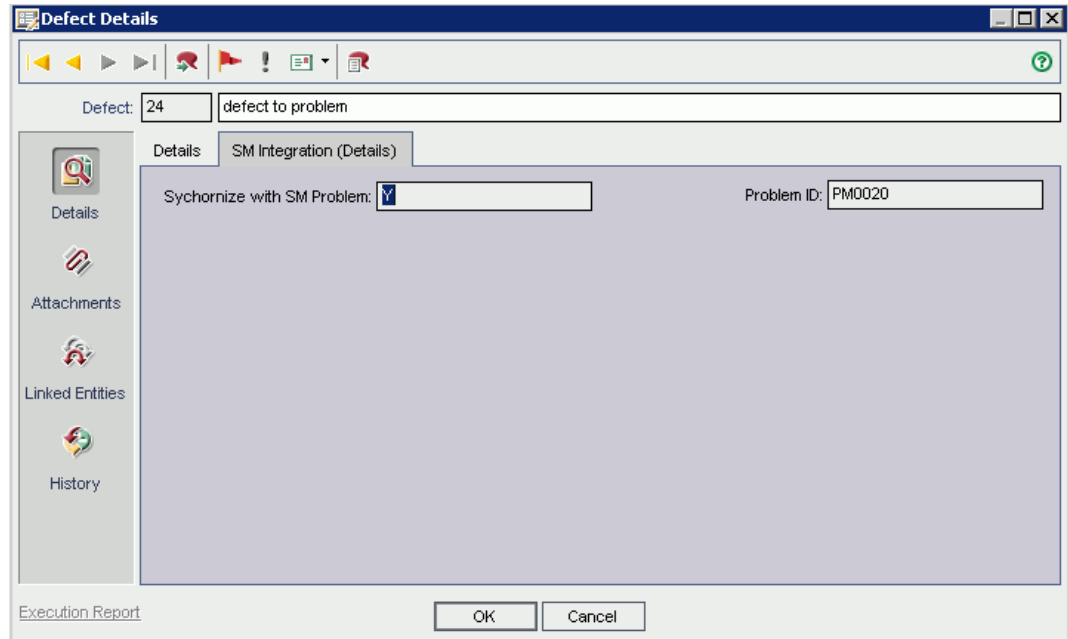 Defect Details
Defect: 24 defect to problem
Details SM Integration (Details)
Sychornize with SM Problem: Y Problem ID: PM0020
Details
Attachments
Linked Entities
History
Execution Report
OK Cancel